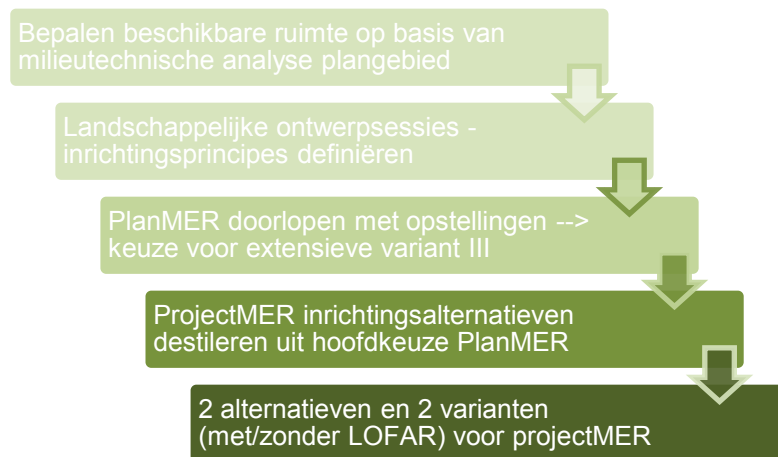 Bepalen beschikbare ruimte op basis van
milieutechnische analyse plangebied
Landschappelijke ontwerpsessies -
inrichtingsprincipes definiëren
PlanMER doorlopen met opstellingen -->
keuze voor extensieve variant III
ProjectMER inrichtingsalternatieven
destileren uit hoofdkeuze PlanMER
2 alternatieven en 2 varianten
(met/zonder LOFAR) voor projectMER